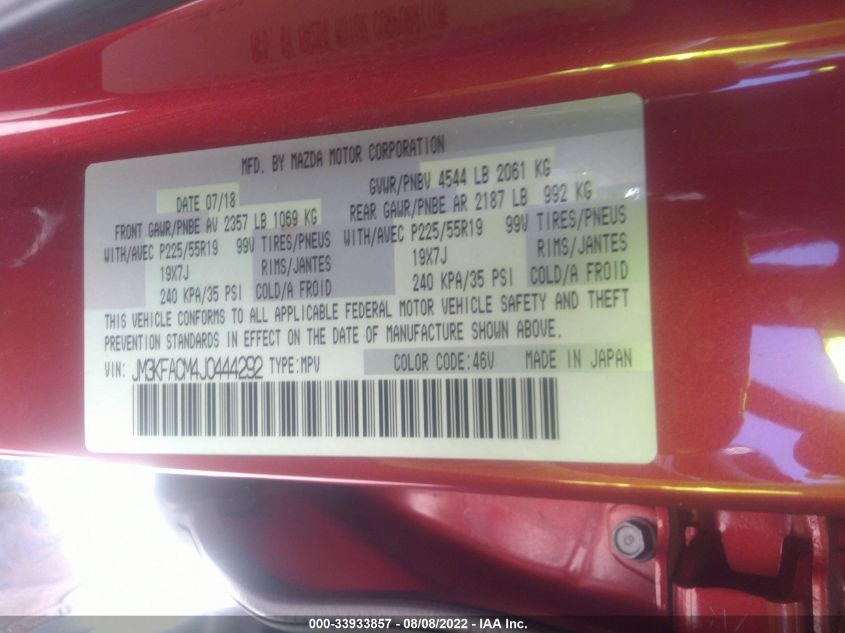 MFD. BY MAZDA MOTOR CORPORATION
DATE 07/18 GVWR/PNBV 4544 LB 2061 KG
FRONT GAWR/PNBE AV 2357 LB 1069 KG REAR GAWR/PNBE AR 2187 LB 992 KG
WITH/AVEC P225/55R19 99V TIRES/PNEUS WITH/AVEC P225/55R19 99V TIRES/PNEUS
19X7J RIMS/JANTES 19X7J RIMS/JANTES
240 KPA/35 PSI COLD/A FROID 240 KPA/35 PSI COLD/A FROID
THIS VEHICLE CONFORMS TO ALL APPLICABLE FEDERAL MOTOR VEHICLE SAFETY AND THEFT
PREVENTION STANDARDS IN EFFECT ON THE DATE OF MANUFACTURE SHOWN ABOVE.
VIN: JM3KFACM4J0444292 TYPE:MPV COLOR CODE:46V MADE IN JAPAN
000-33933857 - 08/08/2022 - IAA Inc.